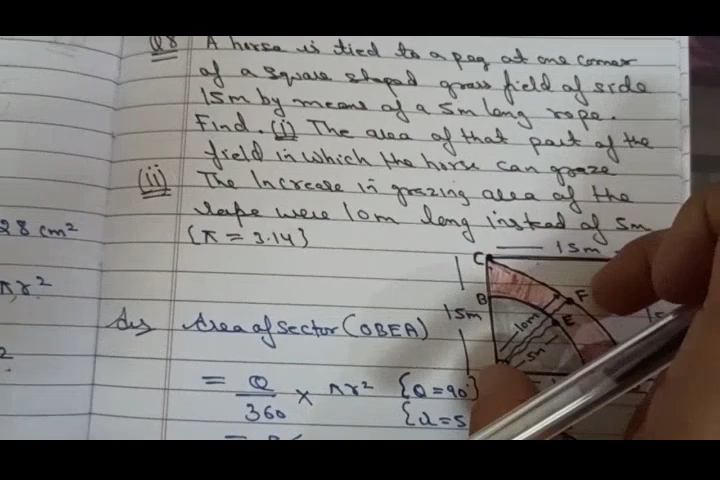 Q8 A horse is tied to a peg at one corner
of a square shaped grass field of side
15m by means of a 5m long rope.
Find. (i) The area of that part of the
field in which the horse can graze
(ii) The Increase in grazing area of the
rope were 10m long instead of 5m
{π = 3.14}
28 cm²
πr²
2.
15m
C
B
F
E
15m
10m
5m
Ans Area of Sector (OBEA)
= θ/360 × πr² {θ = 90°}
{r = 5
=